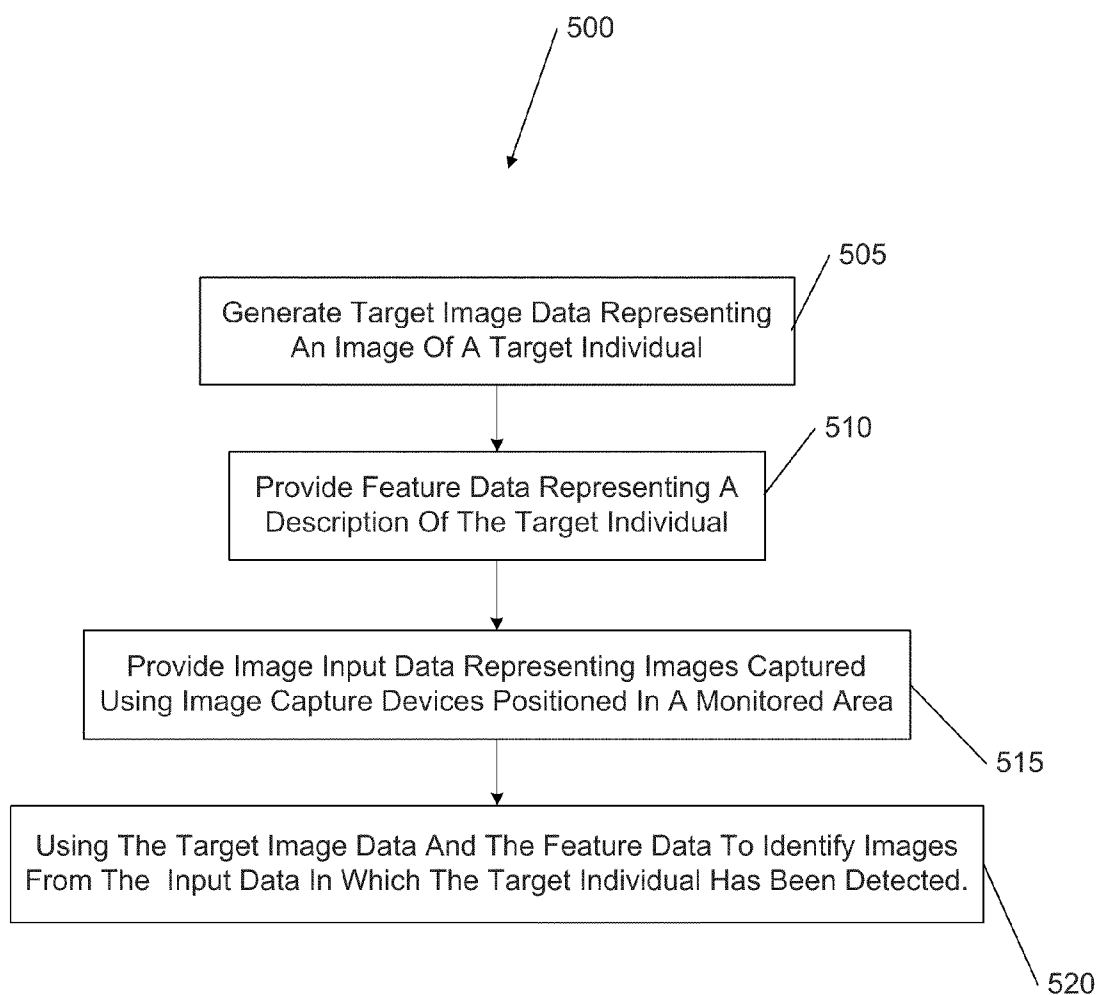 500
505
Generate Target Image Data Representing
An Image Of A Target Individual
510
Provide Feature Data Representing A
Description Of The Target Individual
Provide Image Input Data Representing Images Captured
Using Image Capture Devices Positioned In A Monitored Area
515
Using The Target Image Data And The Feature Data To Identify Images
From The Input Data In Which The Target Individual Has Been Detected.
520